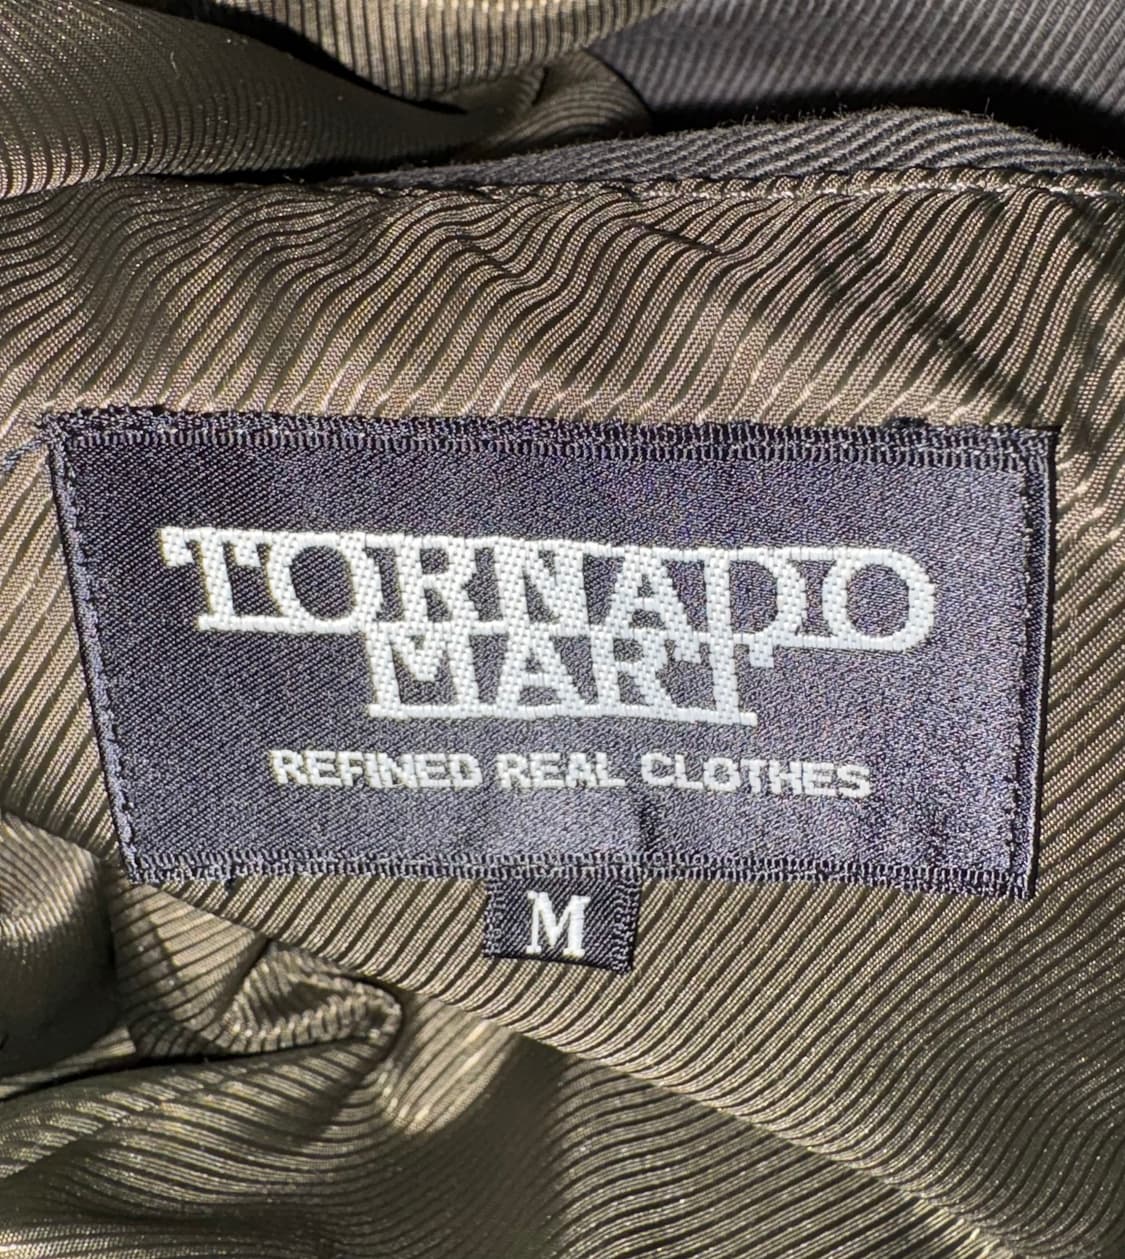 TORNADO
MART
REFINED REAL CLOTHES
M